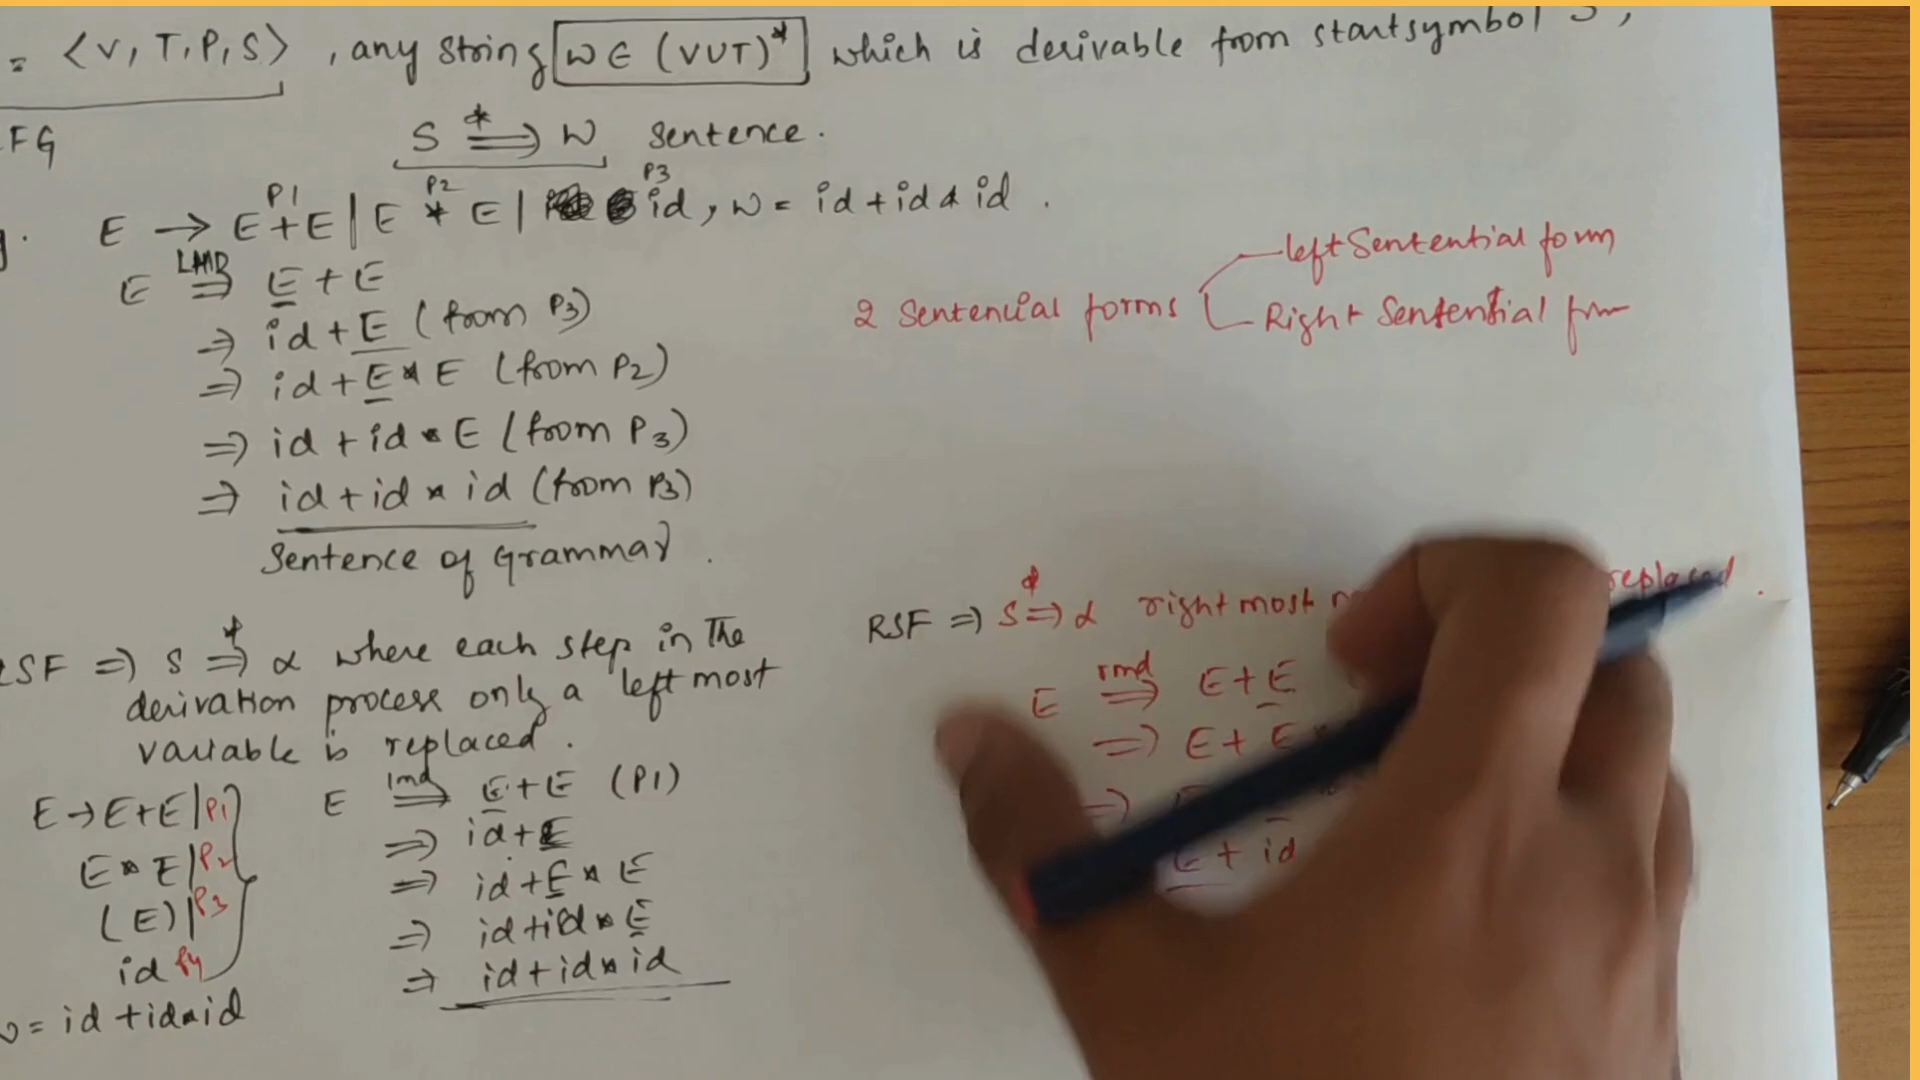 = ⟨V, T, P, S⟩ , any string w ∈ (VUT)* which is derivable from startsymbol S,
FG
S *⟹ w sentence.
P1 P2 P3
E → E + E | E * E | id, w = id + id * id .
E LMD⟹ E + E
⇒ id + E (from P3)
⇒ id + E * E (from P2)
⇒ id + id * E (from P3)
⇒ id + id * id (from P3)
Sentence of Grammar .
2 Sentencial forms
left Sentential form
Right Sentential form
LSF ⇒ S *⇒ α where each step in the
derivation process only a left most
variable is replaced .
E → E + E | P1
E * E | P2
(E) | P3
id P4
w = id + id * id
E lmd⟹ E + E (P1)
⇒ id + E
⇒ id + E * E
⇒ id + id * E
⇒ id + id * id
RSF ⇒ S *⇒ α right most replaced .
E rmd⟹ E + E
⇒ E + E
⇒
E + id